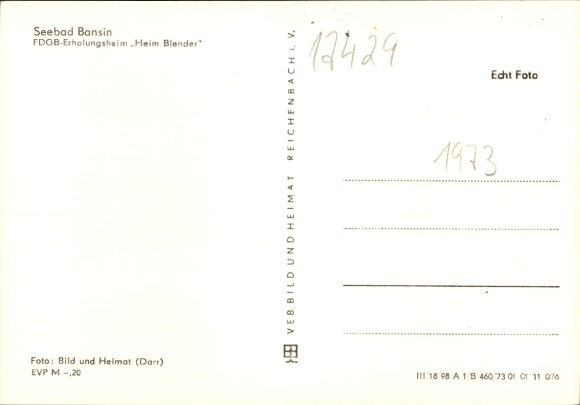 Seebad Bansin
FDGB-Erholungsheim „Heim Blender"
VEB BILD UND HEIMAT REICHENBACH i. V.
17429
Echt Foto
1973
Foto: Bild und Heimat (Darr)
EVP M –,20
III/18 98 A 1/B 460/73 01 01 11 076